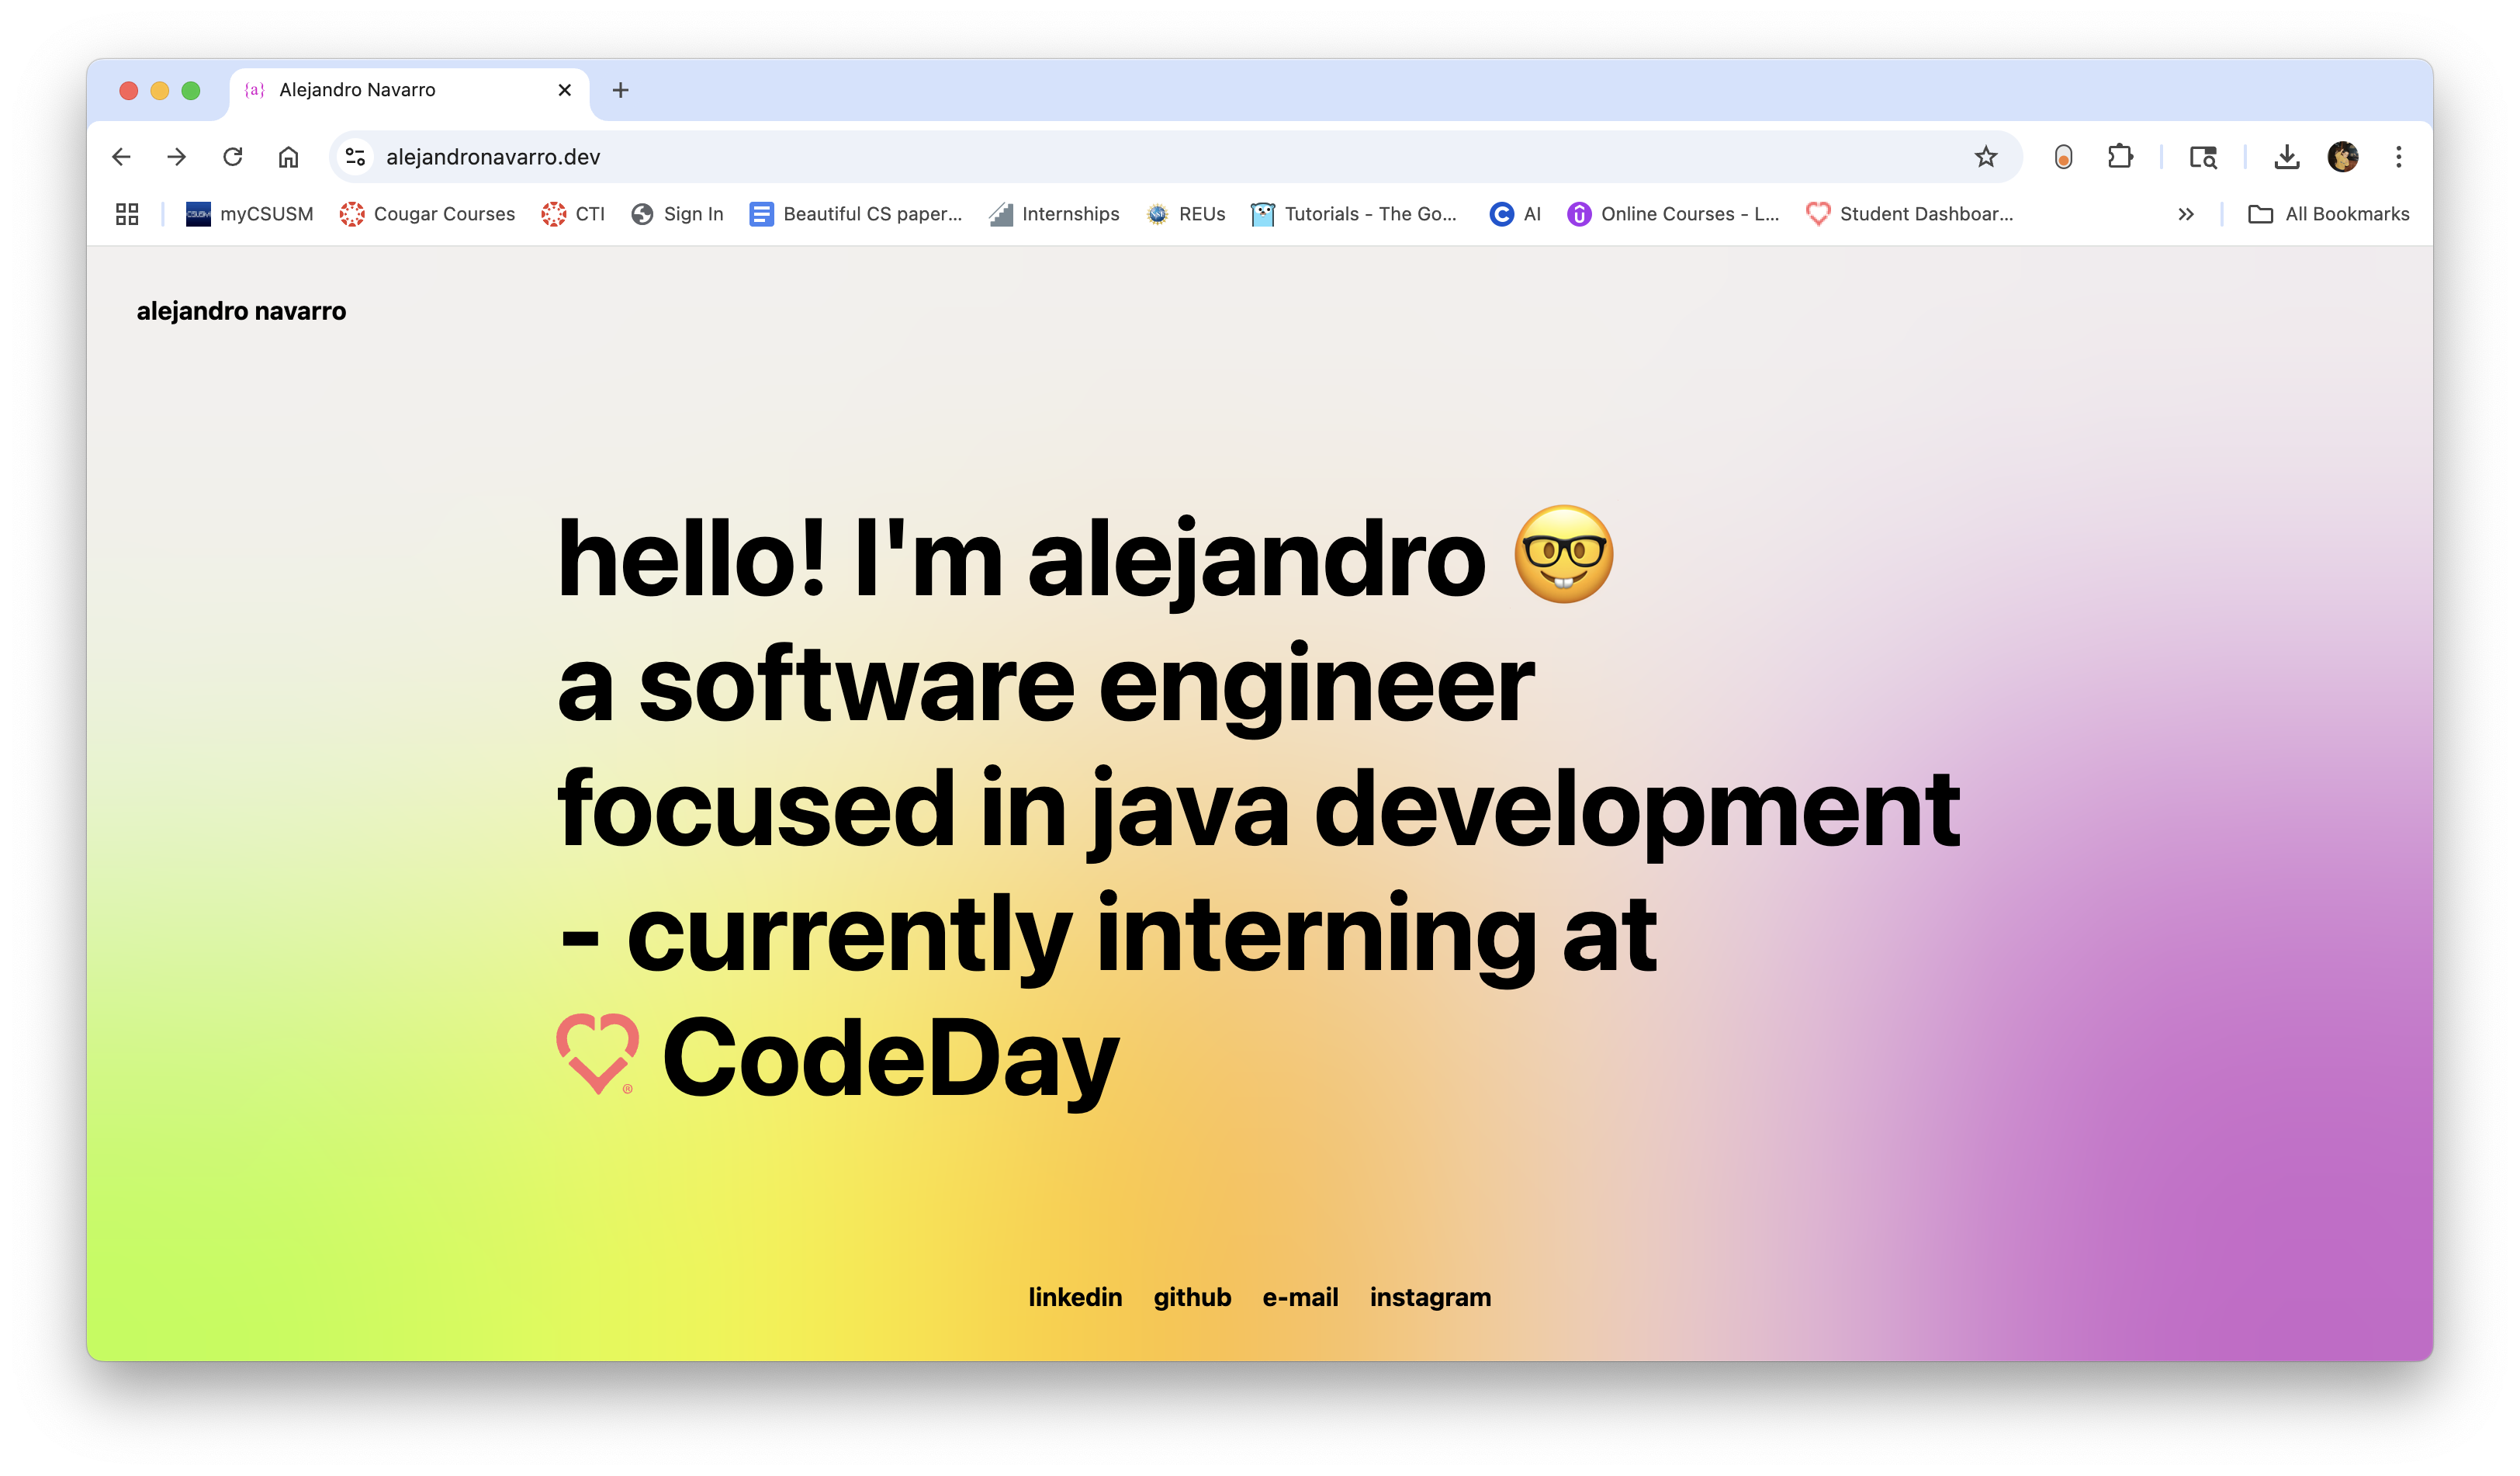 {a} Alejandro Navarro
alejandronavarro.dev
myCSUSM Cougar Courses CTI Sign In Beautiful CS paper... Internships REUs Tutorials - The Go... AI Online Courses - L... Student Dashboar... All Bookmarks
alejandro navarro
hello! I'm alejandro 🤓
a software engineer
focused in java development
- currently interning at
® CodeDay
linkedin github e-mail instagram